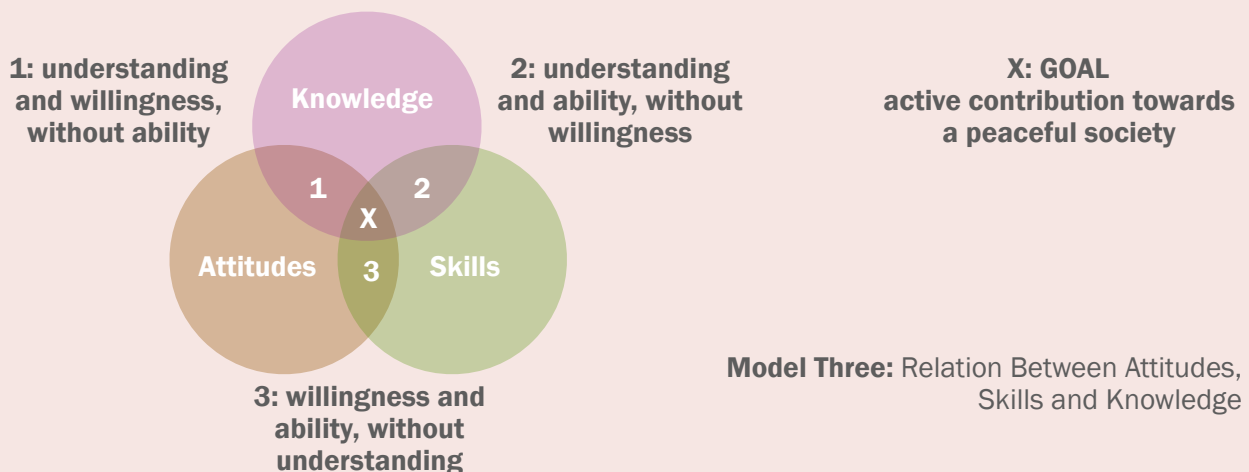 1: understanding
and willingness,
without ability
Knowledge
2: understanding
and ability, without
willingness
X: GOAL
active contribution towards
a peaceful society
1
2
X
Attitudes
3
Skills
3: willingness and
ability, without
understanding
Model Three: Relation Between Attitudes,
Skills and Knowledge